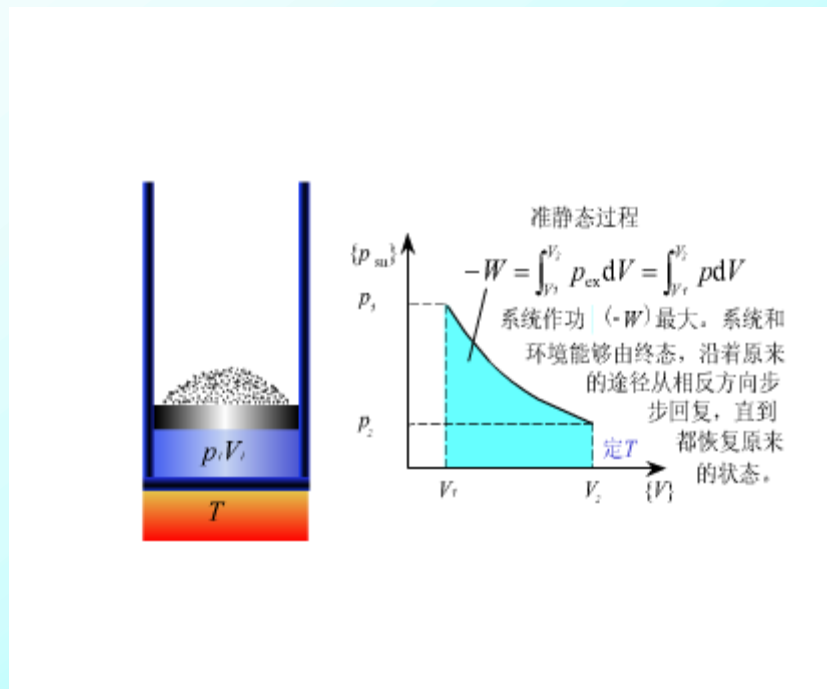 准静态过程
{p su}
-W = ∫_{V1}^{V2} p_ex dV = ∫_{V1}^{V2} p dV
p1
系统作功 (-W) 最大。系统和
环境能够由终态，沿着原来
的途径从相反方向步
步回复，直到
都恢复原来
的状态。
p2
定T
p1V1
V1
V2
{V}
T